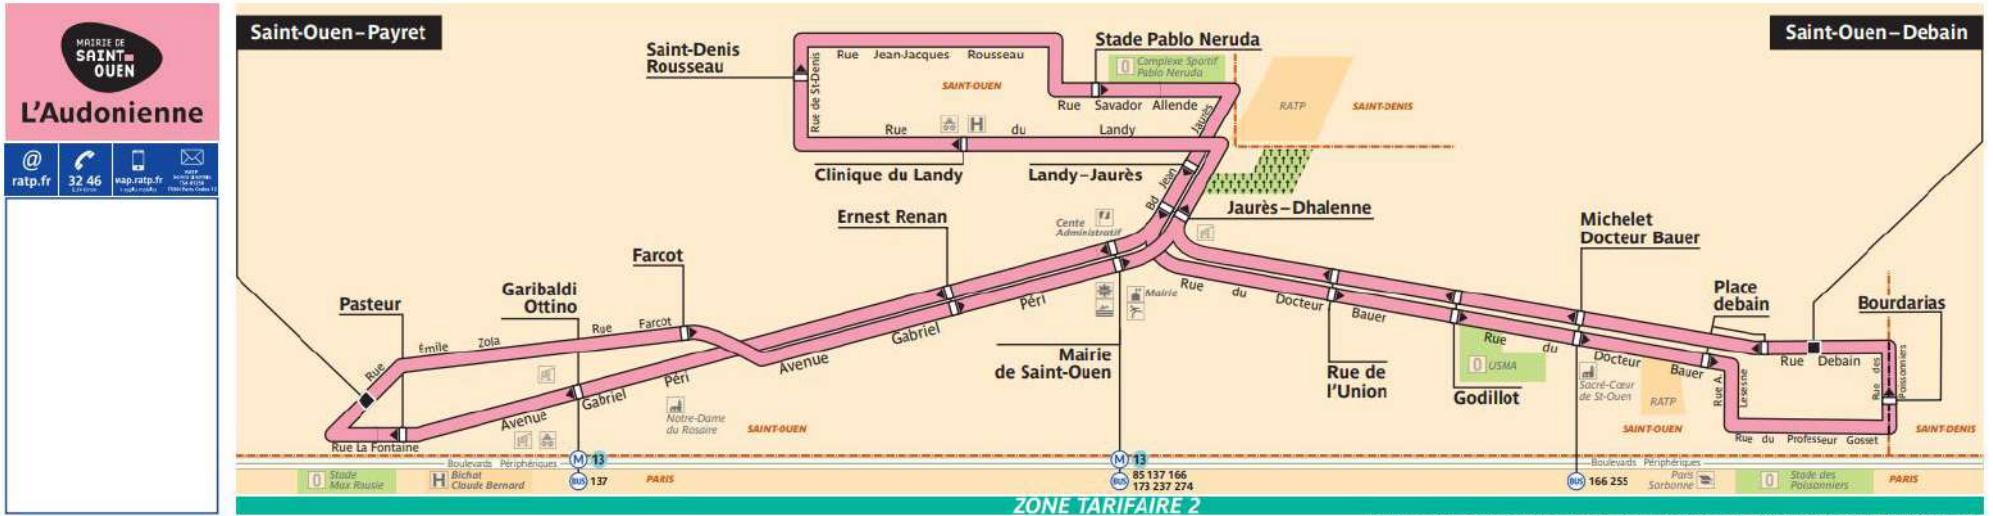 MAIRIE DE
SAINT-
OUEN
L'Audonienne
@
ratp.fr
32 46
wap.ratp.fr
Saint-Ouen–Payret
Saint-Ouen–Debain
Saint-Denis
Rousseau
Rue de St-Denis
Rue Jean-Jacques Rousseau
SAINT-OUEN
Stade Pablo Neruda
Complexe Sportif
Pablo Neruda
Rue Savador Allende
RATP
SAINT-DENIS
Rue du Landy
H
Clinique du Landy
Landy–Jaurès
Bd Jean Jaurès
Jaurès–Dhalenne
Ernest Renan
Cente
Administratif
Michelet
Docteur Bauer
Farcot
Garibaldi
Ottino
Pasteur
Place
debain
Bourdarias
Rue Émile Zola
Rue Farcot
Mairie
Rue du Docteur Bauer
Avenue Gabriel Péri
Avenue Gabriel Péri
Rue La Fontaine
Notre-Dame
du Rosaire
SAINT-OUEN
Mairie
de Saint-Ouen
Rue de
l'Union
Godillot
USMA
Rue du Docteur Bauer
Sacré-Cœur
de St-Ouen
RATP
SAINT-OUEN
Rue A. Lesesne
Rue Debain
Rue des Poissonniers
Rue du Professeur Gosset
SAINT-DENIS
Boulevards Périphériques
M 13
M 13
Boulevards Périphériques
Stade
Max Rousie
H
Bichat
Claude Bernard
BUS 137
PARIS
BUS 85 137 166
173 237 274
BUS 166 255
Paris
Sorbonne
Stade des
Poissonniers
PARIS
ZONE TARIFAIRE 2